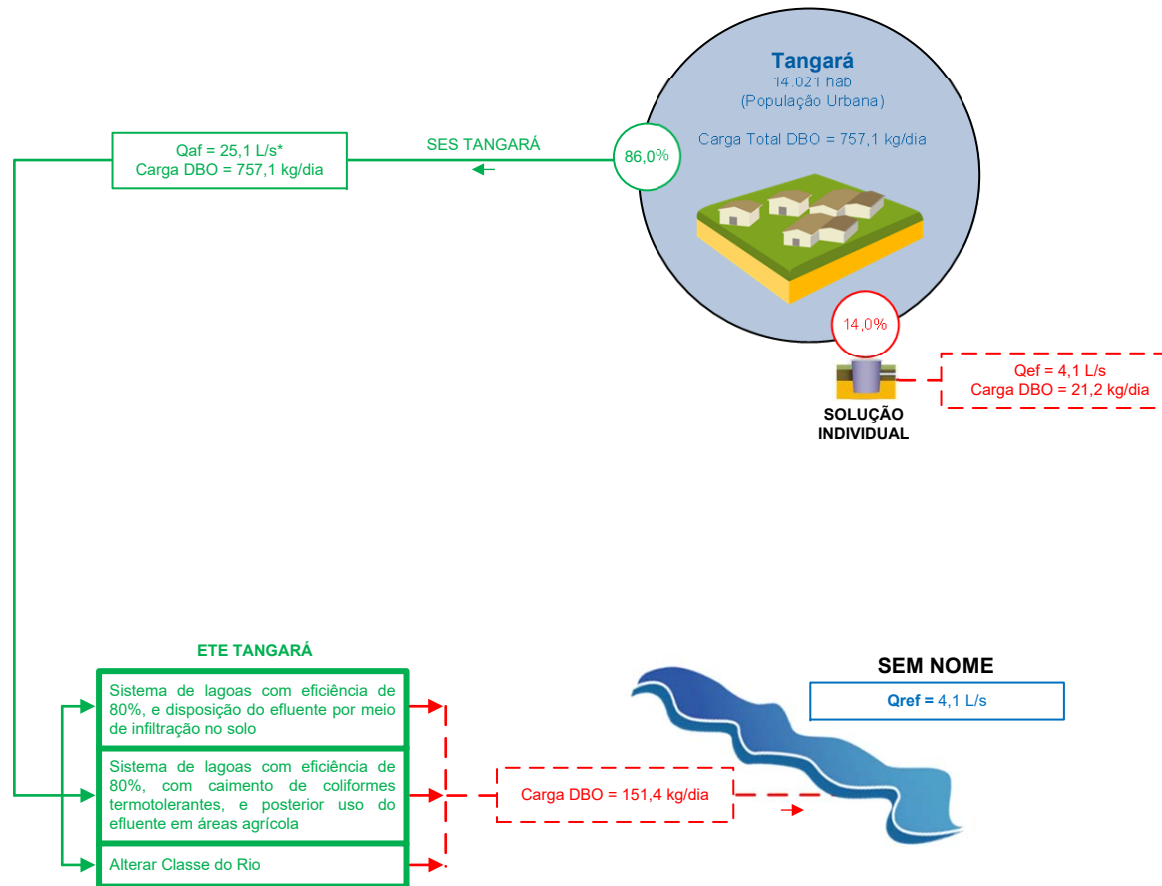 Tangará
14.021 hab
(População Urbana)
Carga Total DBO = 757,1 kg/dia
86,0%
SES TANGARÁ
Qaf = 25,1 L/s*
Carga DBO = 757,1 kg/dia
14,0%
Qef = 4,1 L/s
Carga DBO = 21,2 kg/dia
SOLUÇÃO
INDIVIDUAL
ETE TANGARÁ
Sistema de lagoas com eficiência de
80%, e disposição do efluente por meio
de infiltração no solo
Sistema de lagoas com eficiência de
80%, com caimento de coliformes
termotolerantes, e posterior uso do
efluente em áreas agrícola
Alterar Classe do Rio
Carga DBO = 151,4 kg/dia
SEM NOME
Qref = 4,1 L/s